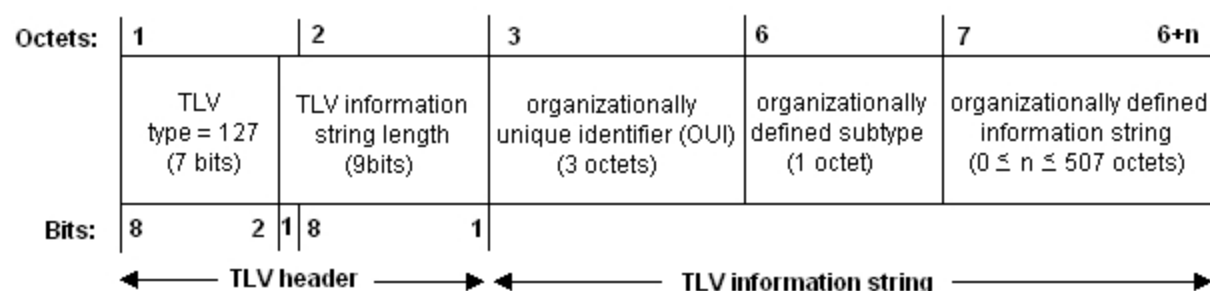 Octets: 1 2 3 6 7 6+n
TLV
type = 127
(7 bits)
TLV information
string length
(9bits)
organizationally
unique identifier (OUI)
(3 octets)
organizationally
defined subtype
(1 octet)
organizationally defined
information string
(0 ≤ n ≤ 507 octets)
Bits: 8 2 1 8 1
TLV header
TLV information string